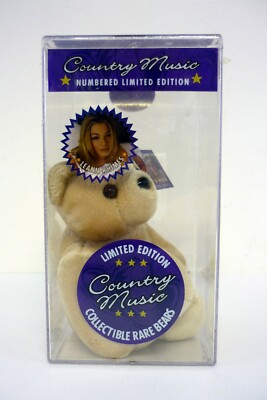 Country Music
★ NUMBERED LIMITED EDITION ★
★ LEANN RIMES ★
LIMITED EDITION
★ ★ ★
Country
Music
★ ★ ★
COLLECTIBLE RARE BEARS